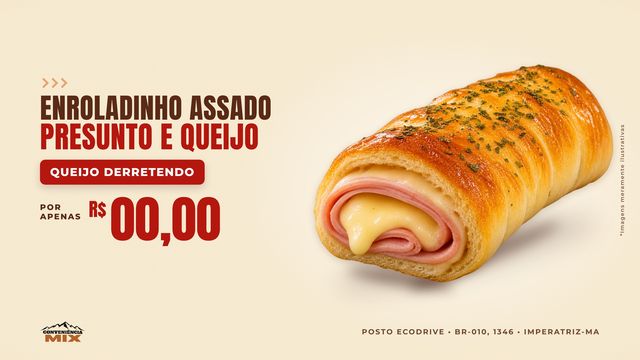 ENROLADINHO ASSADO
PRESUNTO E QUEIJO
QUEIJO DERRETENDO
POR
APENAS
R$ 00,00
*Imagens meramente ilustrativas
CONVENIÊNCIA
MIX
POSTO ECODRIVE • BR-010, 1346 • IMPERATRIZ-MA